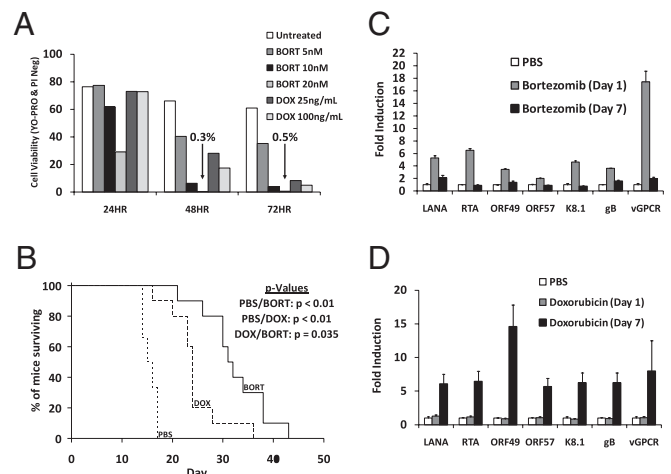 A
Untreated
BORT 5nM
BORT 10nM
BORT 20nM
DOX 25ng/mL
DOX 100ng/mL
Cell Viability (YO-PRO & PI Neg)
100
80
60
40
20
0
0.3%
0.5%
24HR 48HR 72HR
B
p-Values
PBS/BORT: p < 0.01
PBS/DOX: p < 0.01
DOX/BORT: p = 0.035
% of mice surviving
100
80
60
40
20
0
PBS
DOX
BORT
0 10 20 30 40 50
Day
C
PBS
Bortezomib (Day 1)
Bortezomib (Day 7)
Fold Induction
22
20
18
16
14
12
10
8
6
4
2
0
LANA RTA ORF49 ORF57 K8.1 gB vGPCR
D
PBS
Doxorubicin (Day 1)
Doxorubicin (Day 7)
Fold Induction
20
15
10
5
0
LANA RTA ORF49 ORF57 K8.1 gB vGPCR